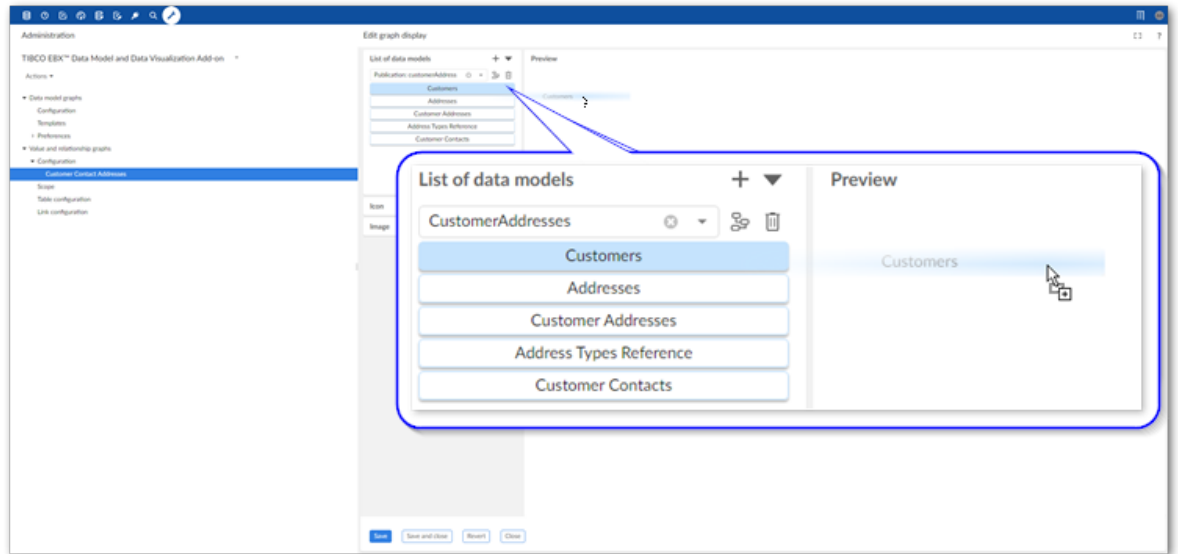 Administration
Edit graph display
?
TIBCO EBX™ Data Model and Data Visualization Add-on
Actions
Data model graphs
Configuration
Templates
Preferences
Value and relationship graphs
Configuration
Customer Contact Addresses
Scope
Table configuration
Link configuration
List of data models
Preview
Publication: customerAddress
Customers
Addresses
Customer Addresses
Address Types Reference
Customer Contacts
Customers
Icon
Image
List of data models
Preview
CustomerAddresses
Customers
Customers
Addresses
Customer Addresses
Address Types Reference
Customer Contacts
Save
Save and close
Revert
Close